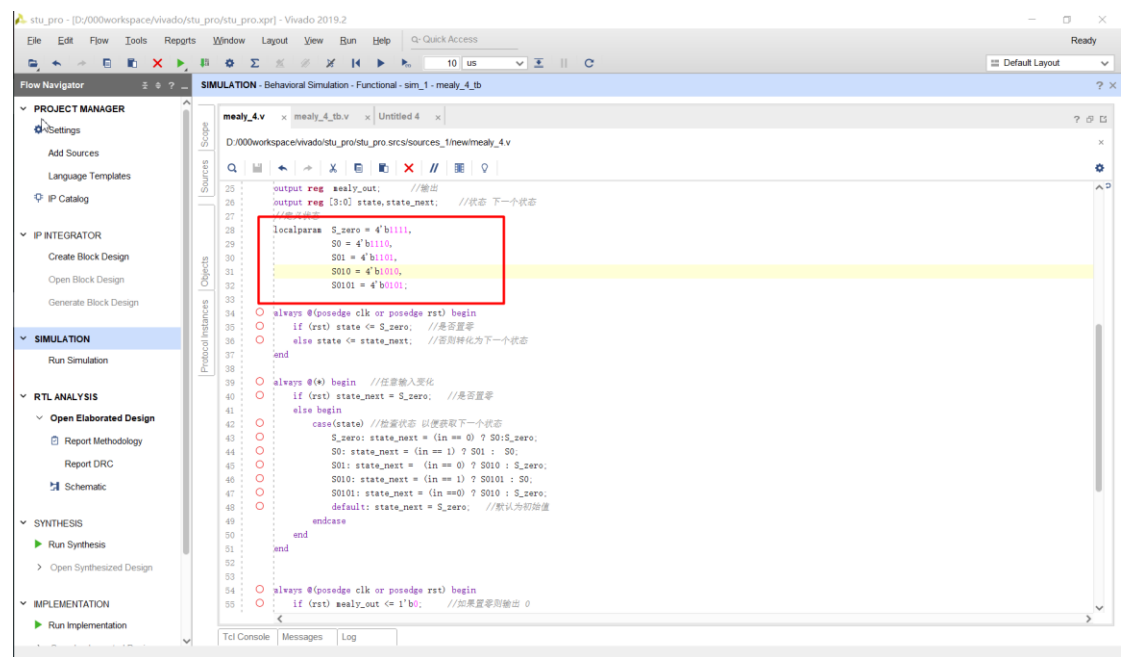 stu_pro - [D:/000workspace/vivado/stu_pro/stu_pro.xpr] - Vivado 2019.2
File Edit Flow Tools Reports Window Layout View Run Help Q- Quick Access
Ready
10 us
Default Layout
Flow Navigator
SIMULATION - Behavioral Simulation - Functional - sim_1 - mealy_4_tb
PROJECT MANAGER
Settings
Add Sources
Language Templates
IP Catalog
IP INTEGRATOR
Create Block Design
Open Block Design
Generate Block Design
SIMULATION
Run Simulation
RTL ANALYSIS
Open Elaborated Design
Report Methodology
Report DRC
Schematic
SYNTHESIS
Run Synthesis
Open Synthesized Design
IMPLEMENTATION
Run Implementation
Scope
Sources
Objects
Protocol Instances
mealy_4.v × mealy_4_tb.v × Untitled 4 ×
D:/000workspace/vivado/stu_pro/stu_pro.srcs/sources_1/new/mealy_4.v
25 output reg mealy_out; //输出
26 output reg [3:0] state,state_next; //状态 下一个状态
27 //定义状态
28 localparam S_zero = 4'b1111,
29 S0 = 4'b1110,
30 S01 = 4'b1101,
31 S010 = 4'b1010,
32 S0101 = 4'b0101;
33
34 always @(posedge clk or posedge rst) begin
35 if (rst) state <= S_zero; //是否置零
36 else state <= state_next; //否则转化为下一个状态
37 end
38
39 always @(*) begin //任意输入变化
40 if (rst) state_next = S_zero; //是否置零
41 else begin
42 case(state) //检查状态 以便获取下一个状态
43 S_zero: state_next = (in == 0) ? S0:S_zero;
44 S0: state_next = (in == 1) ? S01 : S0;
45 S01: state_next = (in == 0) ? S010 : S_zero;
46 S010: state_next = (in == 1) ? S0101 : S0;
47 S0101: state_next = (in ==0) ? S010 : S_zero;
48 default: state_next = S_zero; //默认为初始值
49 endcase
50 end
51 end
52
53
54 always @(posedge clk or posedge rst) begin
55 if (rst) mealy_out <= 1'b0; //如果置零则输出 0
Tcl Console Messages Log